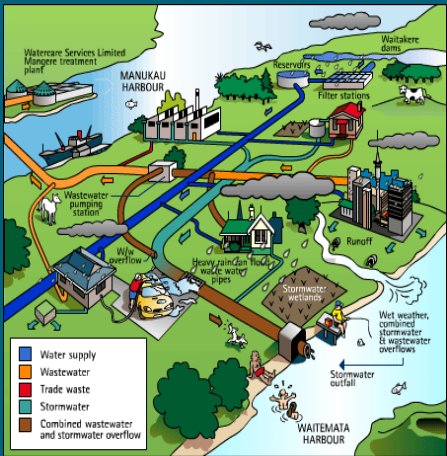 Watercare Services Limited
Mangere treatment
plant
MANUKAU
HARBOUR
Reservoirs
Waitakere
dams
Filter stations
Wastewater
pumping
station
W/w
overflow
Heavy rain can flood
waste water
pipes
Runoff
Stormwater
wetlands
Wet weather,
combined
stormwater
& wastewater
overflows
Stormwater
outfall
WAITEMATA
HARBOUR
Water supply
Wastewater
Trade waste
Stormwater
Combined wastewater
and stormwater overflow